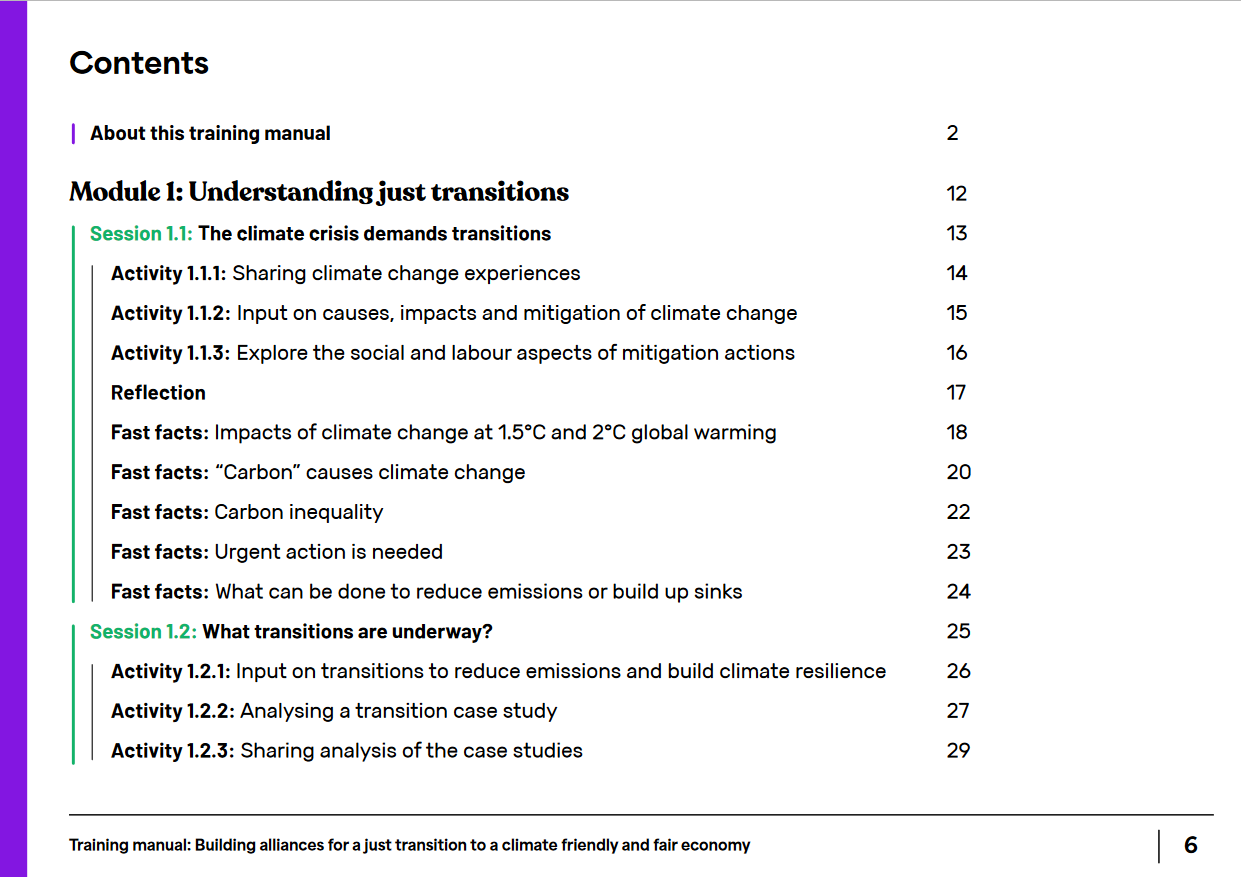 Contents
About this training manual 2
Module 1: Understanding just transitions 12
Session 1.1: The climate crisis demands transitions 13
Activity 1.1.1: Sharing climate change experiences 14
Activity 1.1.2: Input on causes, impacts and mitigation of climate change 15
Activity 1.1.3: Explore the social and labour aspects of mitigation actions 16
Reflection 17
Fast facts: Impacts of climate change at 1.5°C and 2°C global warming 18
Fast facts: “Carbon” causes climate change 20
Fast facts: Carbon inequality 22
Fast facts: Urgent action is needed 23
Fast facts: What can be done to reduce emissions or build up sinks 24
Session 1.2: What transitions are underway? 25
Activity 1.2.1: Input on transitions to reduce emissions and build climate resilience 26
Activity 1.2.2: Analysing a transition case study 27
Activity 1.2.3: Sharing analysis of the case studies 29
Training manual: Building alliances for a just transition to a climate friendly and fair economy 6